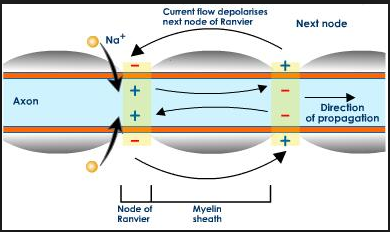 Current flow depolarises
next node of Ranvier
Next node
Na+
− +
Axon
+ −
+ −
Direction
of propagation
− +
Node of
Ranvier
Myelin
sheath